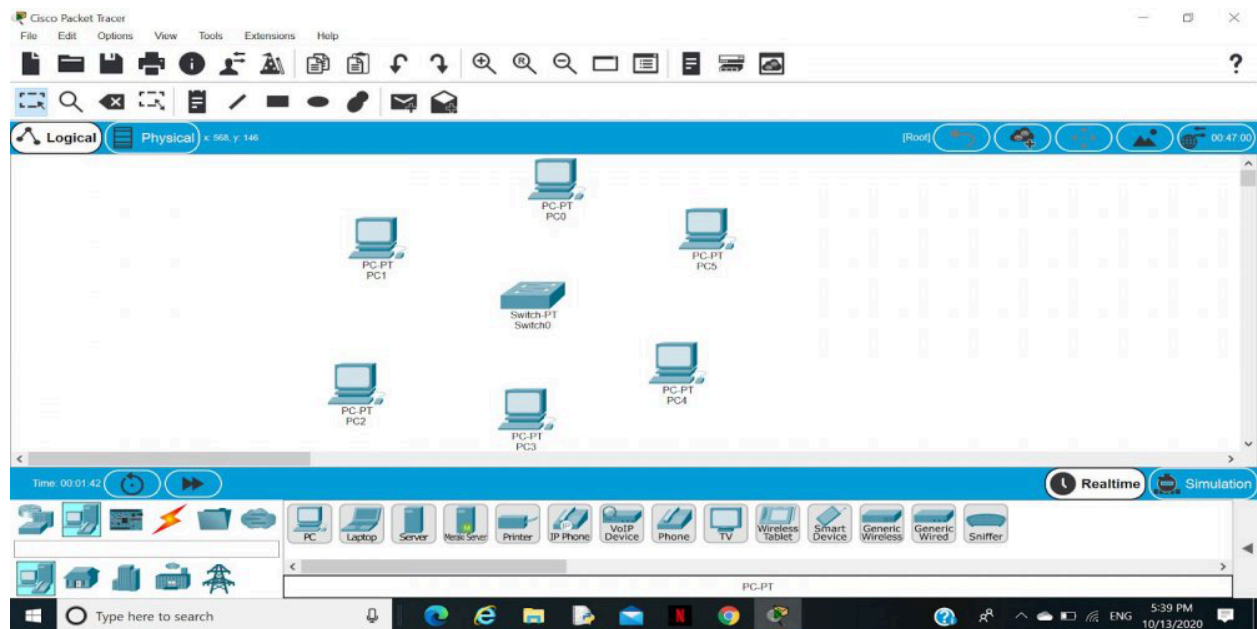 Cisco Packet Tracer
File Edit Options View Tools Extensions Help
?
Logical Physical x: 568, y: 146 [Root] 00:47:00
PC-PT
PC0
PC-PT
PC1
PC-PT
PC5
Switch-PT
Switch0
PC-PT
PC2
PC-PT
PC4
PC-PT
PC3
Time: 00:01:42 Realtime Simulation
PC Laptop Server Meraki Server Printer IP Phone VoIP Device Phone TV Wireless Tablet Smart Device Generic Wireless Generic Wired Sniffer
PC-PT
Type here to search ENG 5:39 PM
10/13/2020